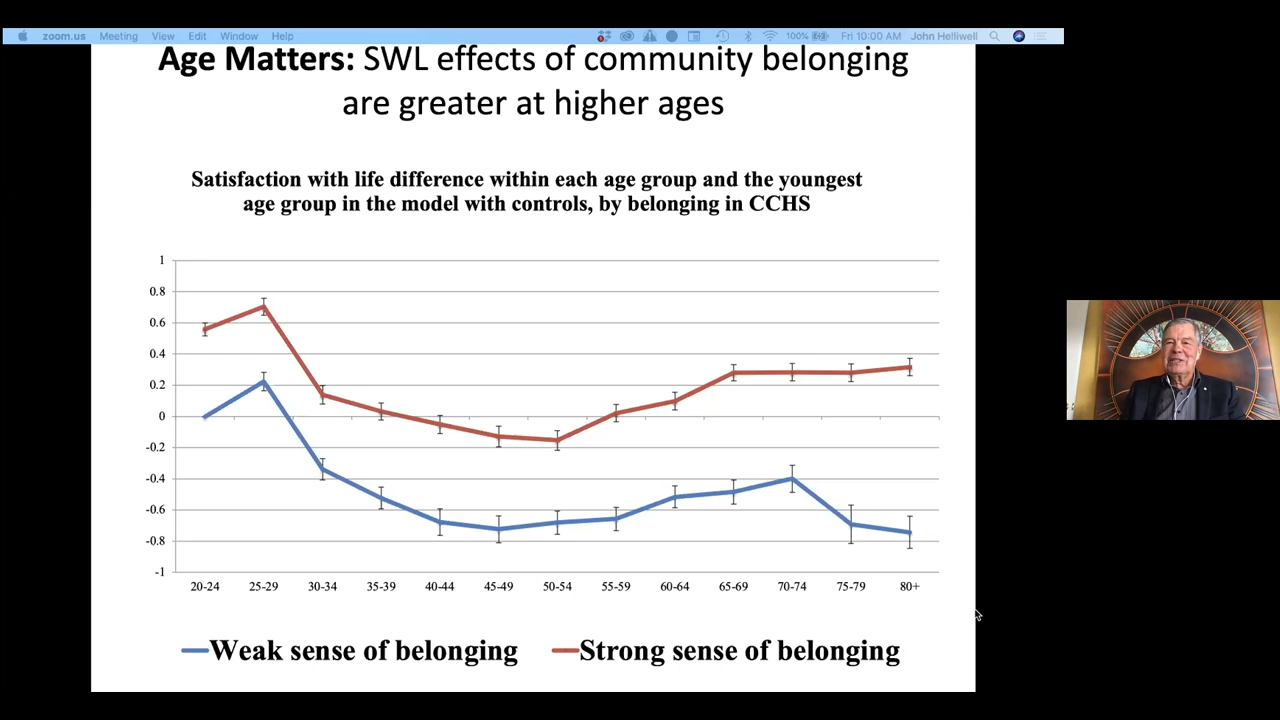 zoom.us Meeting View Edit Window Help 100% Fri 10:00 AM John Helliwell
Age Matters: SWL effects of community belonging
are greater at higher ages
Satisfaction with life difference within each age group and the youngest
age group in the model with controls, by belonging in CCHS
1
0.8
0.6
0.4
0.2
0
-0.2
-0.4
-0.6
-0.8
-1
20-24 25-29 30-34 35-39 40-44 45-49 50-54 55-59 60-64 65-69 70-74 75-79 80+
Weak sense of belonging Strong sense of belonging